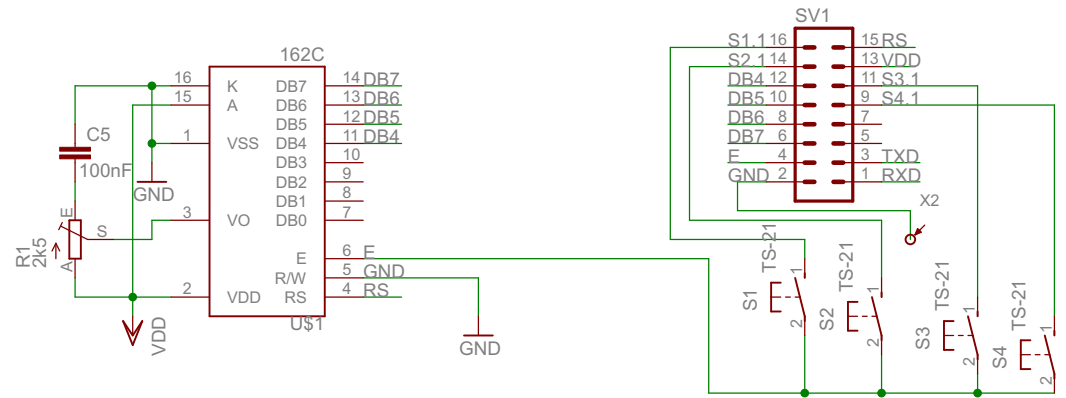 162C
16 K DB7 14 DB7
15 A DB6 13 DB6
DB5 12 DB5
1 VSS DB4 11 DB4
DB3 10
DB2 9
DB1 8
3 VO DB0 7
E 6 E
R/W 5 GND
2 VDD RS 4 RS
U$1
C5
100nF
GND
E
S
A
R1
2k5
VDD
GND
SV1
S1.1 16 15 RS
S2.1 14 13 VDD
DB4 12 11 S3.1
DB5 10 9 S4.1
DB6 8 7
DB7 6 5
E 4 3 TXD
GND 2 1 RXD
X2
TS-21
1
2
S1
TS-21
1
2
S2
TS-21
1
2
S3
TS-21
1
2
S4